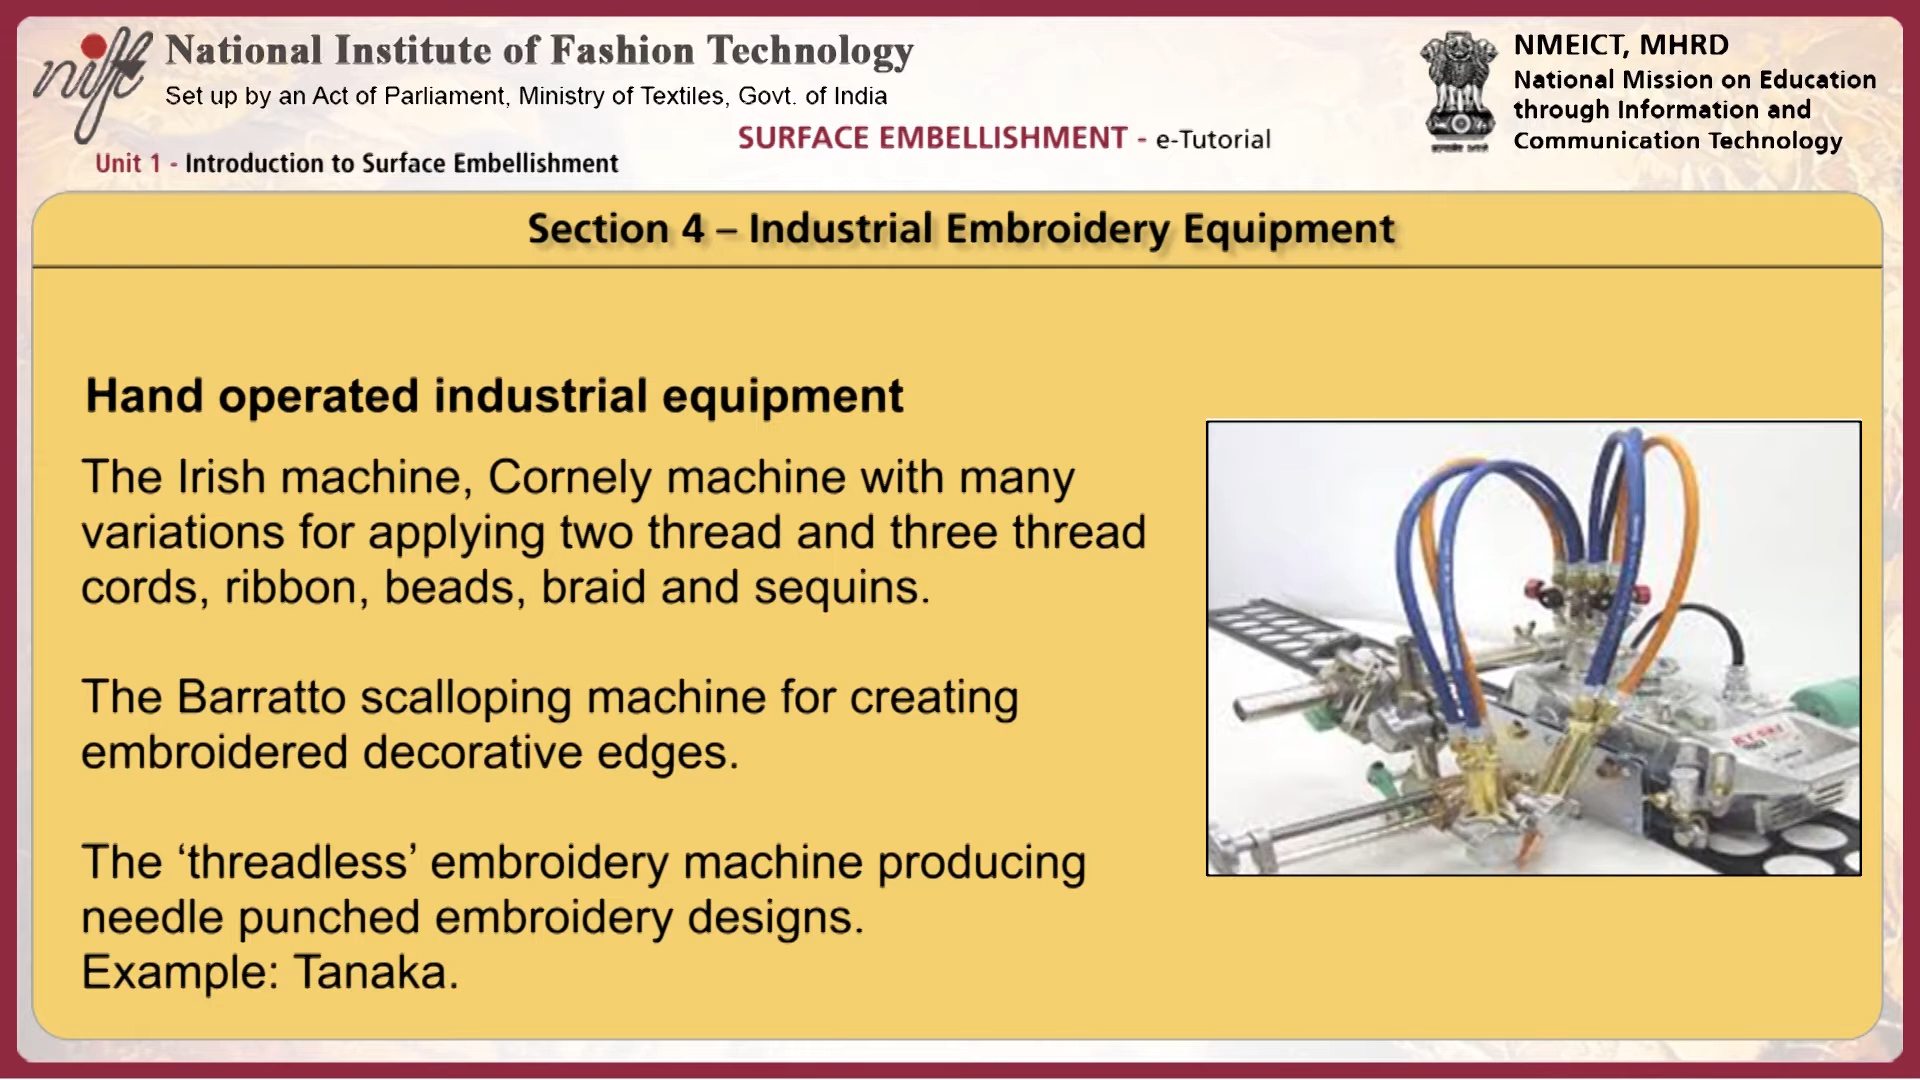 nift
National Institute of Fashion Technology
Set up by an Act of Parliament, Ministry of Textiles, Govt. of India
NMEICT, MHRD
National Mission on Education
through Information and
Communication Technology
SURFACE EMBELLISHMENT - e-Tutorial
Unit 1 - Introduction to Surface Embellishment
Section 4 – Industrial Embroidery Equipment
Hand operated industrial equipment
The Irish machine, Cornely machine with many
variations for applying two thread and three thread
cords, ribbon, beads, braid and sequins.
The Barratto scalloping machine for creating
embroidered decorative edges.
The ‘threadless’ embroidery machine producing
needle punched embroidery designs.
Example: Tanaka.